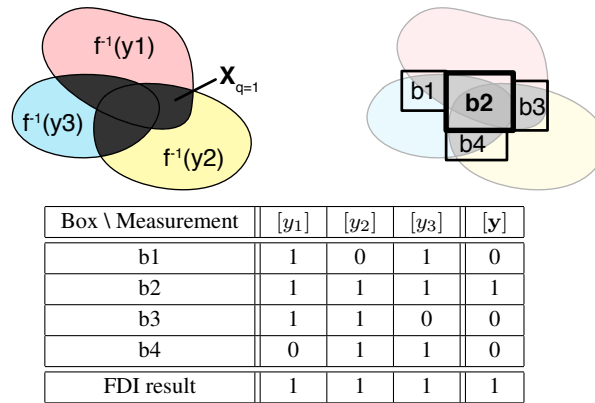 f⁻¹(y1)
X q=1
f⁻¹(y3)
f⁻¹(y2)
b1
b2
b3
b4
Box \ Measurement [y₁] [y₂] [y₃] [y]
b1 1 0 1 0
b2 1 1 1 1
b3 1 1 0 0
b4 0 1 1 0
FDI result 1 1 1 1